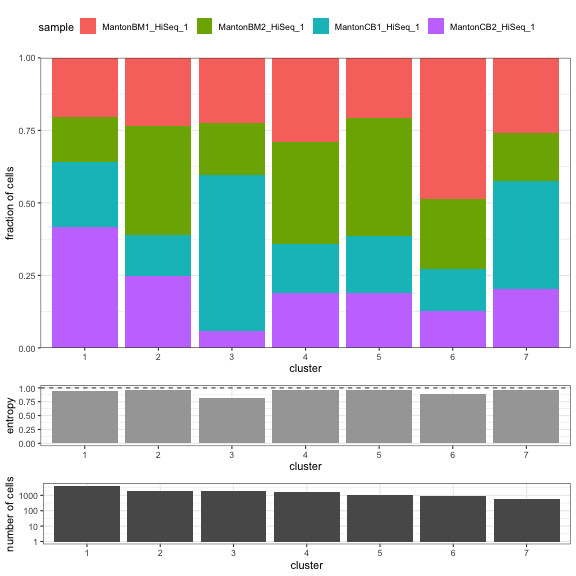 sample MantonBM1_HiSeq_1 MantonBM2_HiSeq_1 MantonCB1_HiSeq_1 MantonCB2_HiSeq_1
fraction of cells
1.00
0.75
0.50
0.25
0.00
1 2 3 4 5 6 7
cluster
entropy
1.00
0.75
0.50
0.25
0.00
1 2 3 4 5 6 7
cluster
number of cells
1000
100
10
1
1 2 3 4 5 6 7
cluster